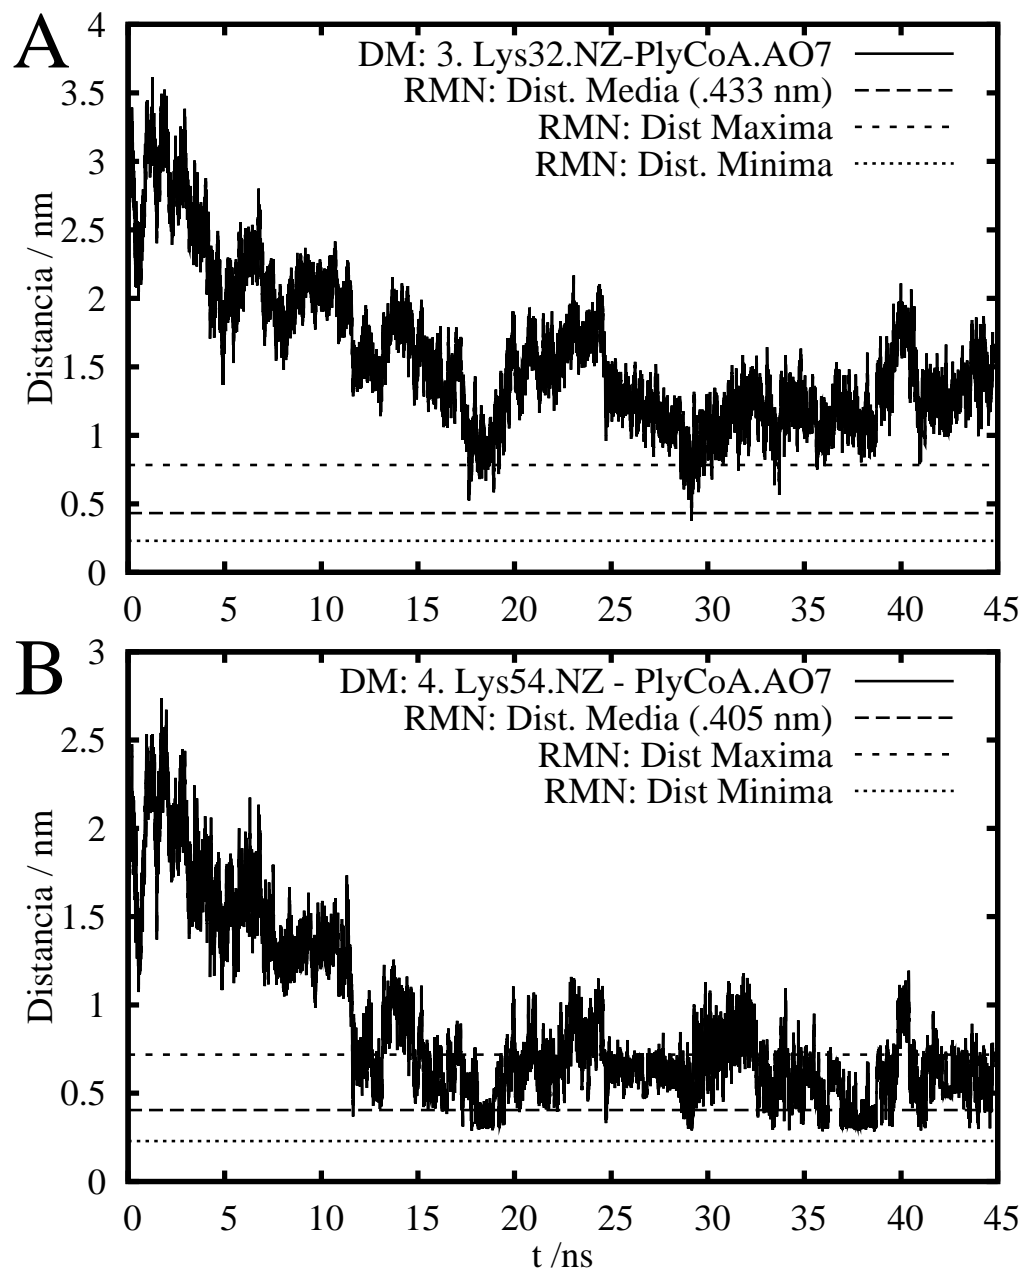 A
4
DM: 3. Lys32.NZ-PlyCoA.AO7
3.5
RMN: Dist. Media (.433 nm)
RMN: Dist Maxima
3
RMN: Dist. Minima
2.5
Distancia / nm
2
1.5
1
0.5
0
0 5 10 15 20 25 30 35 40 45
B
3
DM: 4. Lys54.NZ - PlyCoA.AO7
RMN: Dist. Media (.405 nm)
2.5
RMN: Dist Maxima
RMN: Dist Minima
2
Distancia / nm
1.5
1
0.5
0
0 5 10 15 20 25 30 35 40 45
t /ns